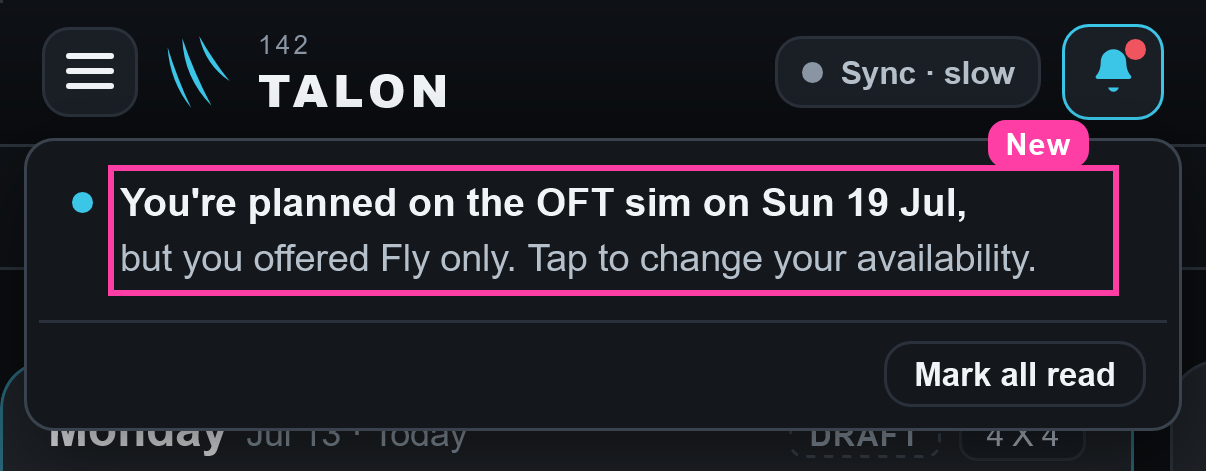 142
TALON
Sync · slow
New
You're planned on the OFT sim on Sun 19 Jul,
but you offered Fly only. Tap to change your availability.
Mark all read
Monday Jul 13 · Today
DRAFT
4 X 4